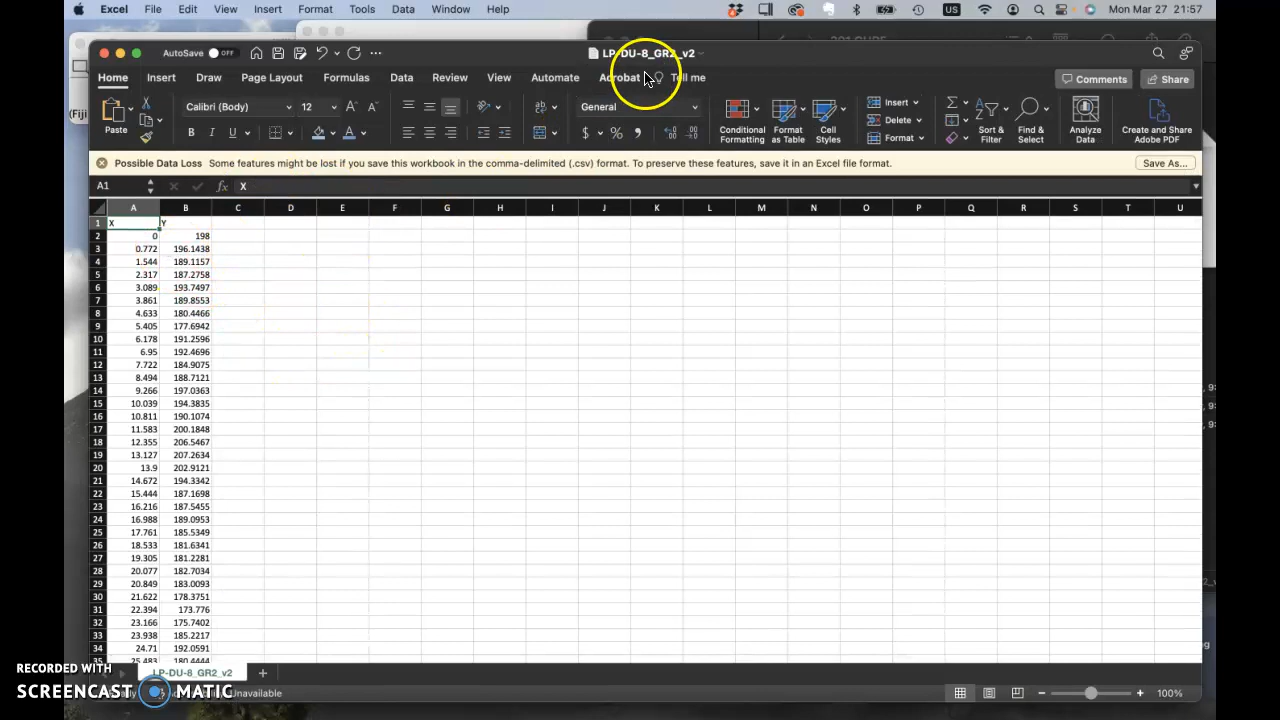 Excel File Edit View Insert Format Tools Data Window Help US Mon Mar 27 21:57
AutoSave OFF LP-DU-8_GR2_v2
Home Insert Draw Page Layout Formulas Data Review View Automate Acrobat Tell me Comments Share
(Fiji
Paste Calibri (Body) 12 General Conditional Formatting Format as Table Cell Styles Insert Delete Format Sort & Filter Find & Select Analyze Data Create and Share Adobe PDF
Possible Data Loss Some features might be lost if you save this workbook in the comma-delimited (.csv) format. To preserve these features, save it in an Excel file format. Save As...
A1 fx X
A B C D E F G H I J K L M N O P Q R S T U
1 X Y
2 0 198
3 0.772 196.1438
4 1.544 189.1157
5 2.317 187.2758
6 3.089 193.7497
7 3.861 189.8553
8 4.633 180.4466
9 5.405 177.6942
10 6.178 191.2596
11 6.95 192.4696
12 7.722 184.9075
13 8.494 188.7121
14 9.266 197.0363
15 10.039 194.3835
16 10.811 190.1074
17 11.583 200.1848
18 12.355 206.5467
19 13.127 207.2634
20 13.9 202.9121
21 14.672 194.3342
22 15.444 187.1698
23 16.216 187.5455
24 16.988 189.0953
25 17.761 185.5349
26 18.533 181.6341
27 19.305 181.2281
28 20.077 182.7034
29 20.849 183.0093
30 21.622 178.3751
31 22.394 173.776
32 23.166 175.7402
33 23.938 185.2217
34 24.71 192.0591
35 25.483 180.4444
LP-DU-8_GR2_v2
Unavailable 100%
RECORDED WITH
SCREENCAST MATIC